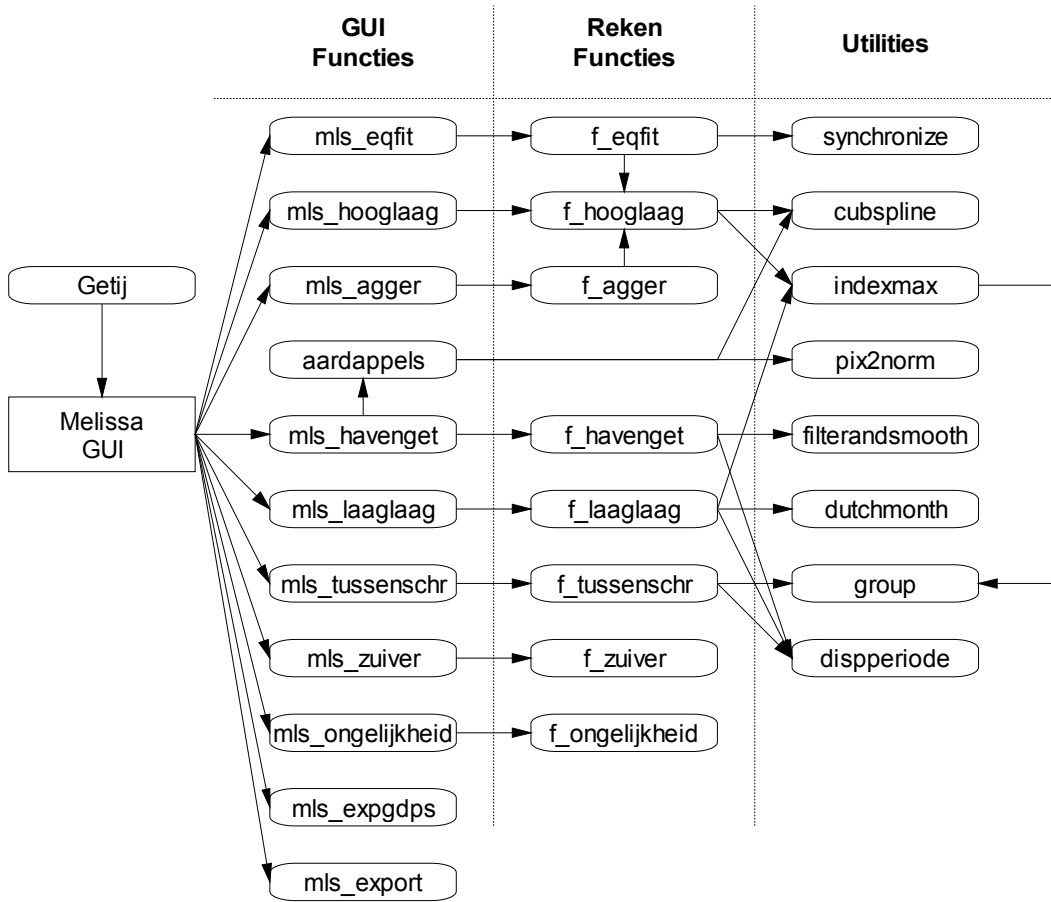 GUI
Functies
Reken
Functies
Utilities
mls_eqfit
f_eqfit
synchronize
mls_hooglaag
f_hooglaag
cubspline
Getij
mls_agger
f_agger
indexmax
aardappels
pix2norm
Melissa
GUI
mls_havenget
f_havenget
filterandsmooth
mls_laaglaag
f_laaglaag
dutchmonth
mls_tussenschr
f_tussenschr
group
mls_zuiver
f_zuiver
dispperiode
mls_ongelijkheid
f_ongelijkheid
mls_expgdps
mls_export